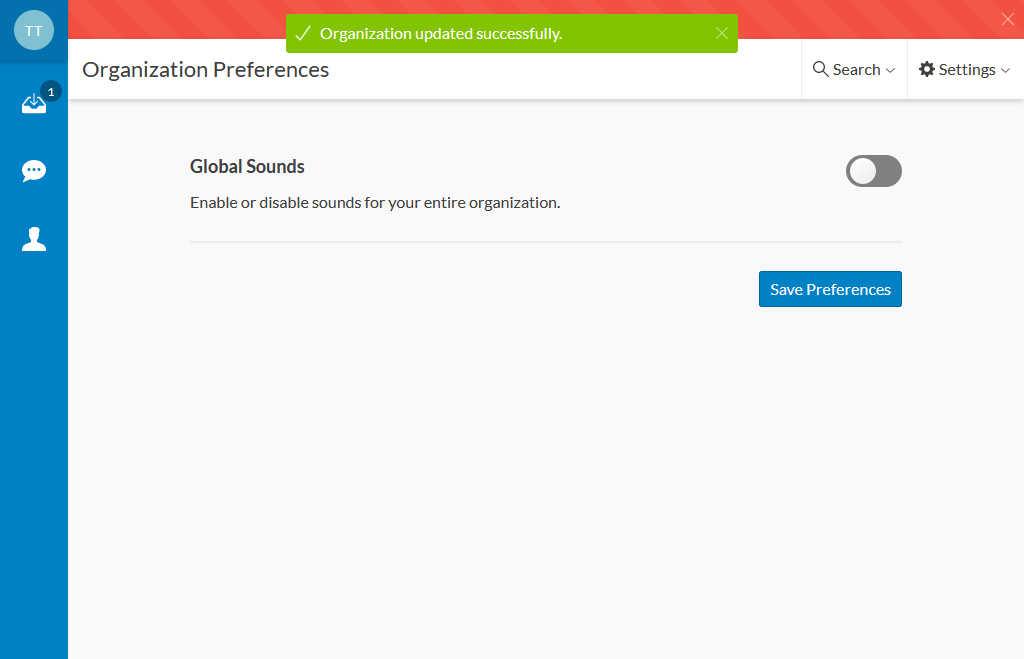 TT
Organization updated successfully.
Organization Preferences
Search
Settings
1
Global Sounds
Enable or disable sounds for your entire organization.
Save Preferences